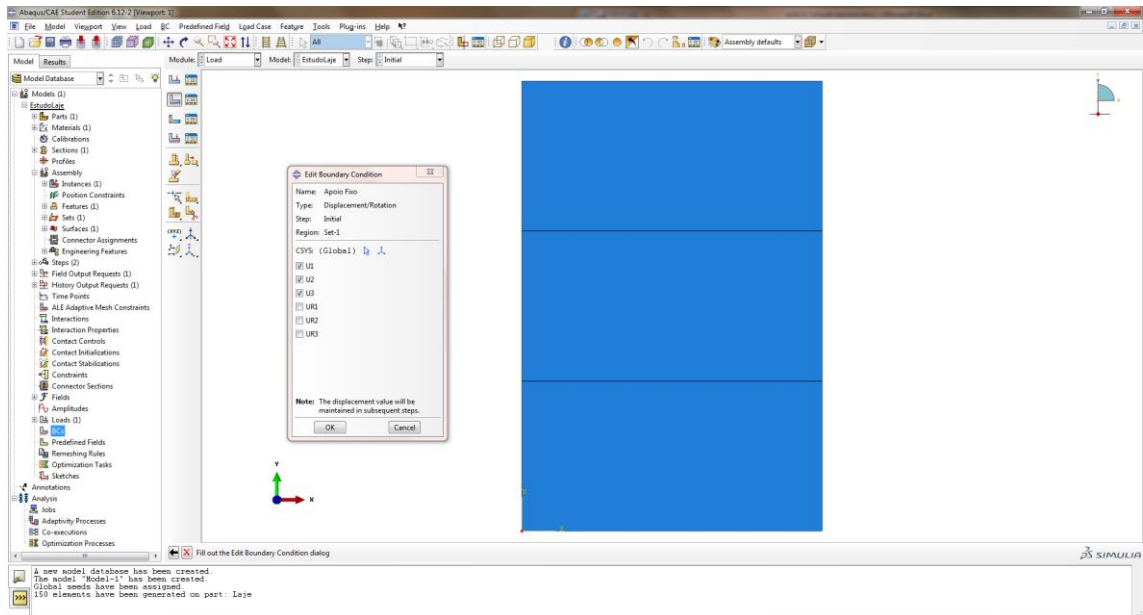 Abaqus/CAE Student Edition 6.12-2 [Viewport: 1]
File Model Viewport View Load BC Predefined Field Load Case Feature Tools Plug-ins Help
All
Assembly defaults
Model Results
Module: Load Model: EstudoLaje Step: Initial
Model Database
Models (1)
EstudoLaje
Parts (1)
Materials (1)
Calibrations
Sections (1)
Profiles
Assembly
Instances (1)
Position Constraints
Features (1)
Sets (1)
Surfaces (1)
Connector Assignments
Engineering Features
Steps (2)
Field Output Requests (1)
History Output Requests (1)
Time Points
ALE Adaptive Mesh Constraints
Interactions
Interaction Properties
Contact Controls
Contact Initializations
Contact Stabilizations
Constraints
Connector Sections
Fields
Amplitudes
Loads (1)
BCs
Predefined Fields
Remeshing Rules
Optimization Tasks
Sketches
Annotations
Analysis
Jobs
Adaptivity Processes
Co-executions
Optimization Processes
Edit Boundary Condition
Name: Apoio Fixo
Type: Displacement/Rotation
Step: Initial
Region: Set-1
CSYS: (Global)
U1
U2
U3
UR1
UR2
UR3
Note: The displacement value will be
maintained in subsequent steps.
OK Cancel
Y
X
Fill out the Edit Boundary Condition dialog
SIMULIA
A new model database has been created.
The model "Model-1" has been created.
Global seeds have been assigned.
150 elements have been generated on part: Laje